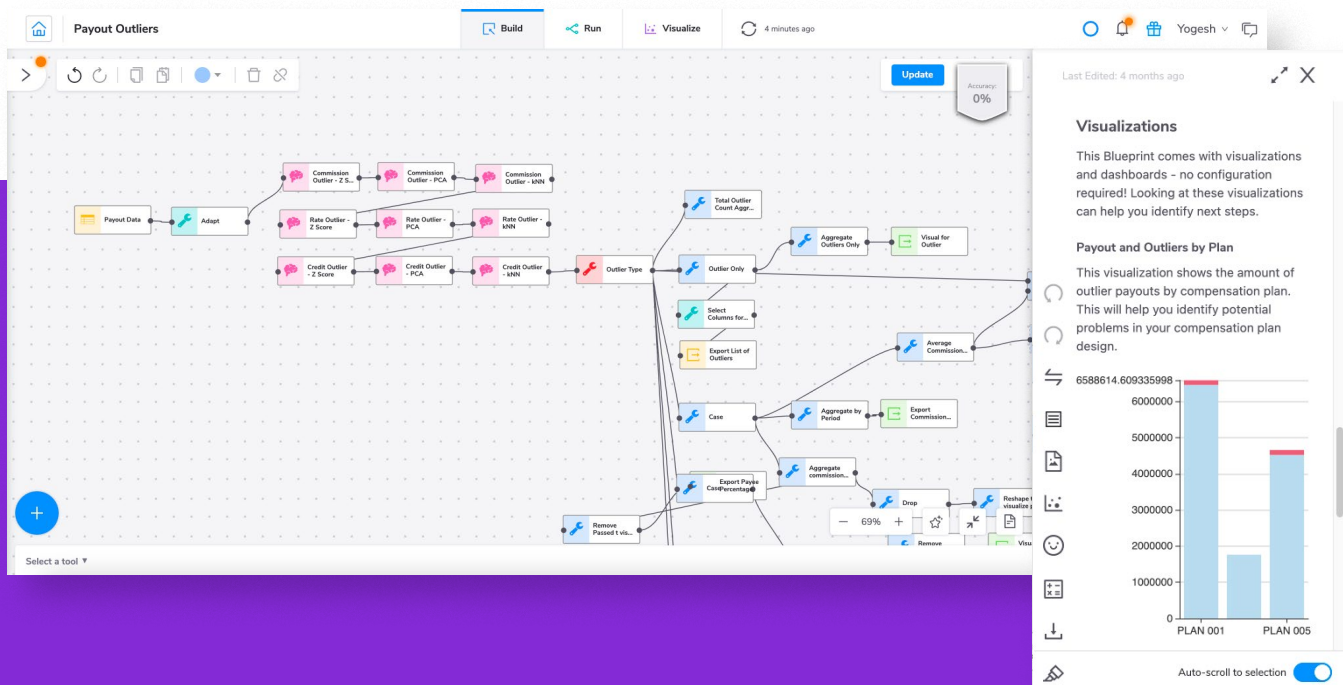 Payout Outliers
Build
Run
Visualize
4 minutes ago
Yogesh
Update
Accuracy:
0%
Payout Data
Adapt
Commission
Outlier - Z S...
Commission
Outlier - PCA
Commission
Outlier - kNN
Rate Outlier -
Z Score
Rate Outlier -
PCA
Rate Outlier -
kNN
Credit Outlier
- Z Score
Credit Outlier
- PCA
Credit Outlier
- kNN
Outlier Type
Total Outlier
Count Aggr...
Outlier Only
Aggregate
Outliers Only
Visual for
Outlier
Select
Columns for...
Export List of
Outliers
Average
Commission...
Case
Aggregate by
Period
Export
Commission...
Aggregate
commission...
Case
Export Payee
Percentage
Drop
Reshape t
visualize p
Remove
Passed t vis...
Remove
Visu
69%
Select a tool
Last Edited: 4 months ago
Visualizations
This Blueprint comes with visualizations
and dashboards - no configuration
required! Looking at these visualizations
can help you identify next steps.
Payout and Outliers by Plan
This visualization shows the amount of
outlier payouts by compensation plan.
This will help you identify potential
problems in your compensation plan
design.
6588614.609335998
6000000
5000000
4000000
3000000
2000000
1000000
0
PLAN 001
PLAN 005
Auto-scroll to selection